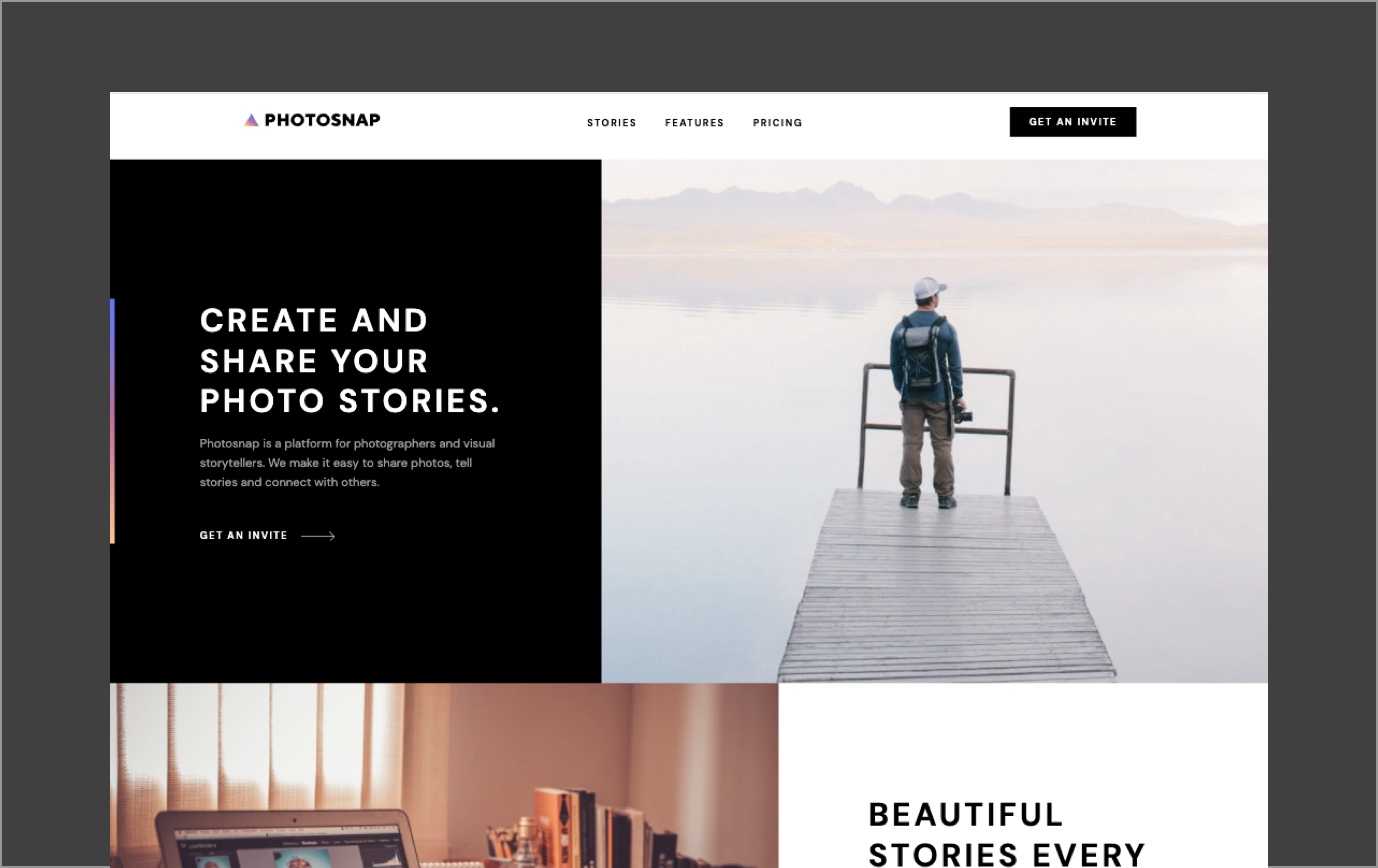 PHOTOSNAP
STORIES FEATURES PRICING
GET AN INVITE
CREATE AND
SHARE YOUR
PHOTO STORIES.
Photosnap is a platform for photographers and visual
storytellers. We make it easy to share photos, tell
stories and connect with others.
GET AN INVITE
BEAUTIFUL
STORIES EVERY